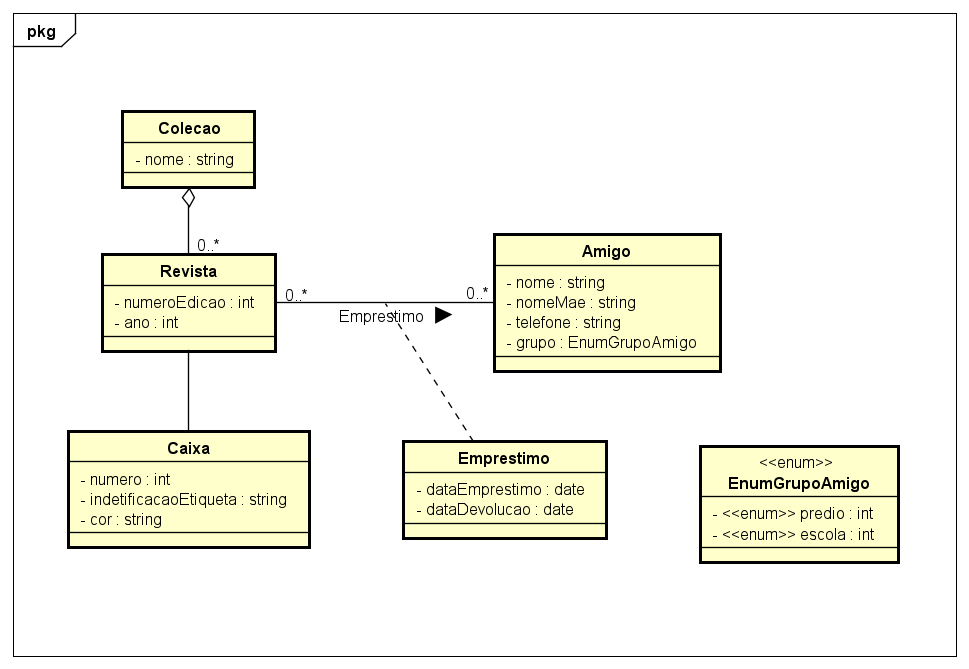 pkg
Colecao
- nome : string
0..*
Revista
- numeroEdicao : int
- ano : int
0..*
Emprestimo
0..*
Amigo
- nome : string
- nomeMae : string
- telefone : string
- grupo : EnumGrupoAmigo
Caixa
- numero : int
- indetificacaoEtiqueta : string
- cor : string
Emprestimo
- dataEmprestimo : date
- dataDevolucao : date
<<enum>>
EnumGrupoAmigo
- <<enum>> predio : int
- <<enum>> escola : int